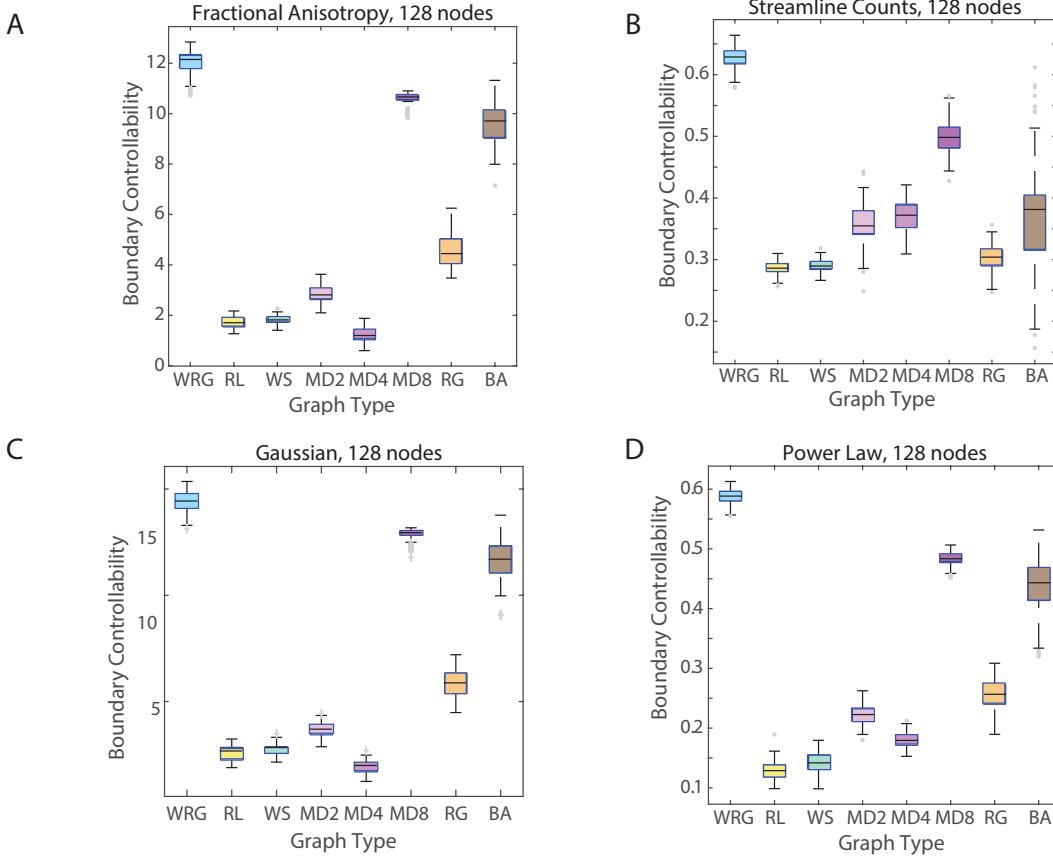 A
Fractional Anisotropy, 128 nodes
Boundary Controllability
12
10
8
6
4
2
0
WRG RL WS MD2 MD4 MD8 RG BA
Graph Type
B
Streamline Counts, 128 nodes
Boundary Controllability
0.6
0.5
0.4
0.3
0.2
WRG RL WS MD2 MD4 MD8 RG BA
Graph Type
C
Gaussian, 128 nodes
Boundary Controllability
15
10
5
WRG RL WS MD2 MD4 MD8 RG BA
Graph Type
D
Power Law, 128 nodes
Boundary Controllability
0.6
0.5
0.4
0.3
0.2
0.1
WRG RL WS MD2 MD4 MD8 RG BA
Graph Type